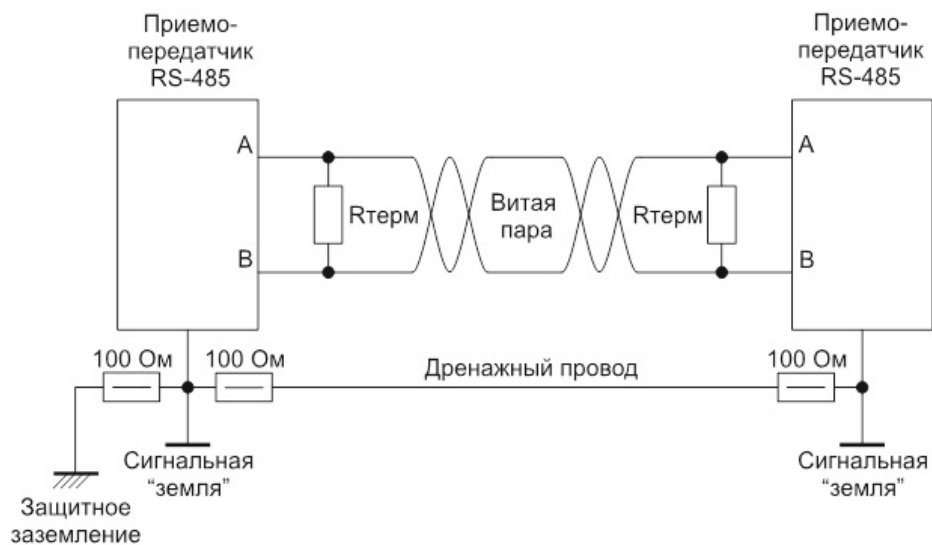 Приемо-
передатчик
RS-485
Приемо-
передатчик
RS-485
A
A
Rтерм
Витая
пара
Rтерм
B
B
100 Ом
100 Ом
Дренажный провод
100 Ом
Сигнальная
“земля”
Сигнальная
“земля”
Защитное
заземление